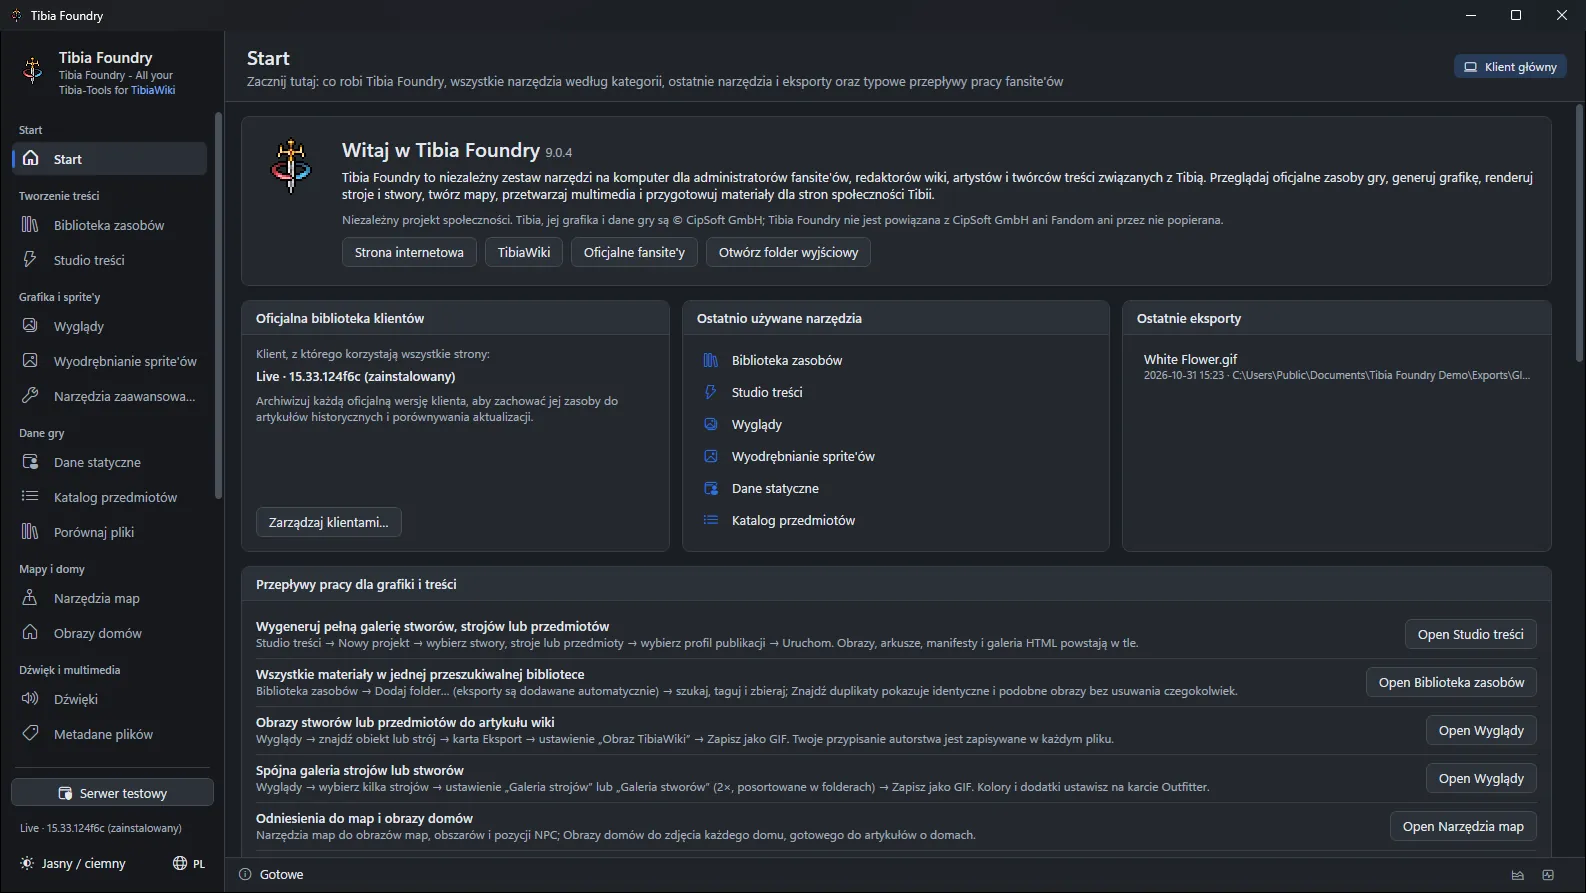 Tibia Foundry
Tibia Foundry
Tibia Foundry - All your
Tibia-Tools for TibiaWiki
Start
Start
Tworzenie treści
Biblioteka zasobów
Studio treści
Grafika i sprite'y
Wyglądy
Wyodrębnianie sprite'ów
Narzędzia zaawansowa...
Dane gry
Dane statyczne
Katalog przedmiotów
Porównaj pliki
Mapy i domy
Narzędzia map
Obrazy domów
Dźwięk i multimedia
Dźwięki
Metadane plików
Serwer testowy
Live · 15.33.124f6c (zainstalowany)
Jasny / ciemny
PL
Start
Zacznij tutaj: co robi Tibia Foundry, wszystkie narzędzia według kategorii, ostatnie narzędzia i eksporty oraz typowe przepływy pracy fansite'ów
Klient główny
Witaj w Tibia Foundry 9.0.4
Tibia Foundry to niezależny zestaw narzędzi na komputer dla administratorów fansite'ów, redaktorów wiki, artystów i twórców treści związanych z Tibią. Przeglądaj oficjalne zasoby gry, generuj grafikę, renderuj
stroje i stwory, twórz mapy, przetwarzaj multimedia i przygotowuj materiały dla stron społeczności Tibii.
Niezależny projekt społeczności. Tibia, jej grafika i dane gry są © CipSoft GmbH; Tibia Foundry nie jest powiązana z CipSoft GmbH ani Fandom ani przez nie popierana.
Strona internetowa
TibiaWiki
Oficjalne fansite'y
Otwórz folder wyjściowy
Oficjalna biblioteka klientów
Klient, z którego korzystają wszystkie strony:
Live · 15.33.124f6c (zainstalowany)
Archiwizuj każdą oficjalną wersję klienta, aby zachować jej zasoby do
artykułów historycznych i porównywania aktualizacji.
Zarządzaj klientami...
Ostatnio używane narzędzia
Biblioteka zasobów
Studio treści
Wyglądy
Wyodrębnianie sprite'ów
Dane statyczne
Katalog przedmiotów
Ostatnie eksporty
White Flower.gif
2026-10-31 15:23 · C:\Users\Public\Documents\Tibia Foundry Demo\Exports\GI...
Przepływy pracy dla grafiki i treści
Wygeneruj pełną galerię stworów, strojów lub przedmiotów
Studio treści → Nowy projekt → wybierz stwory, stroje lub przedmioty → wybierz profil publikacji → Uruchom. Obrazy, arkusze, manifesty i galeria HTML powstają w tle.
Open Studio treści
Wszystkie materiały w jednej przeszukiwalnej bibliotece
Biblioteka zasobów → Dodaj folder... (eksporty są dodawane automatycznie) → szukaj, taguj i zbieraj; Znajdź duplikaty pokazuje identyczne i podobne obrazy bez usuwania czegokolwiek.
Open Biblioteka zasobów
Obrazy stworów lub przedmiotów do artykułu wiki
Wyglądy → znajdź obiekt lub strój → karta Eksport → ustawienie „Obraz TibiaWiki” → Zapisz jako GIF. Twoje przypisanie autorstwa jest zapisywane w każdym pliku.
Open Wyglądy
Spójna galeria strojów lub stworów
Wyglądy → wybierz kilka strojów → ustawienie „Galeria strojów” lub „Galeria stworów” (2×, posortowane w folderach) → Zapisz jako GIF. Kolory i dodatki ustawisz na karcie Outfitter.
Open Wyglądy
Odniesienia do map i obrazy domów
Narzędzia map do obrazów map, obszarów i pozycji NPC; Obrazy domów do zdjęcia każdego domu, gotowego do artykułów o domach.
Open Narzędzia map
Gotowe